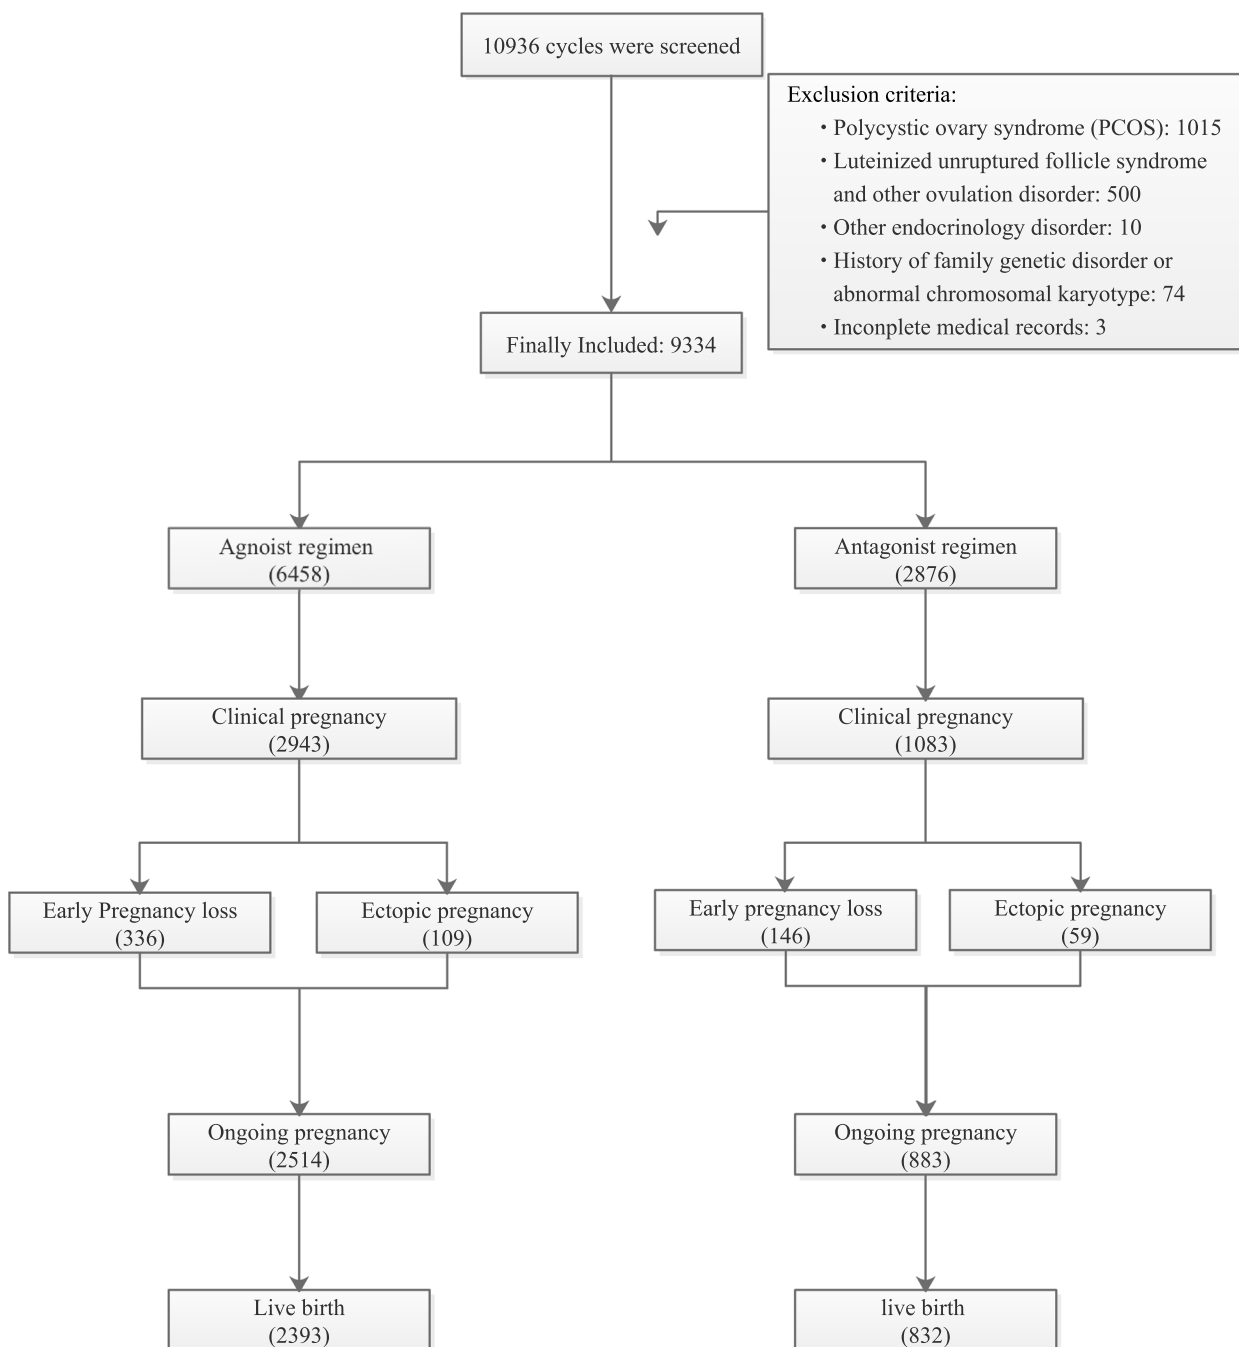 10936 cycles were screened
Exclusion criteria:
• Polycystic ovary syndrome (PCOS): 1015
• Luteinized unruptured follicle syndrome
and other ovulation disorder: 500
• Other endocrinology disorder: 10
• History of family genetic disorder or
abnormal chromosomal karyotype: 74
• Inconplete medical records: 3
Finally Included: 9334
Agnoist regimen
(6458)
Antagonist regimen
(2876)
Clinical pregnancy
(2943)
Clinical pregnancy
(1083)
Early Pregnancy loss
(336)
Ectopic pregnancy
(109)
Early pregnancy loss
(146)
Ectopic pregnancy
(59)
Ongoing pregnancy
(2514)
Ongoing pregnancy
(883)
Live birth
(2393)
live birth
(832)